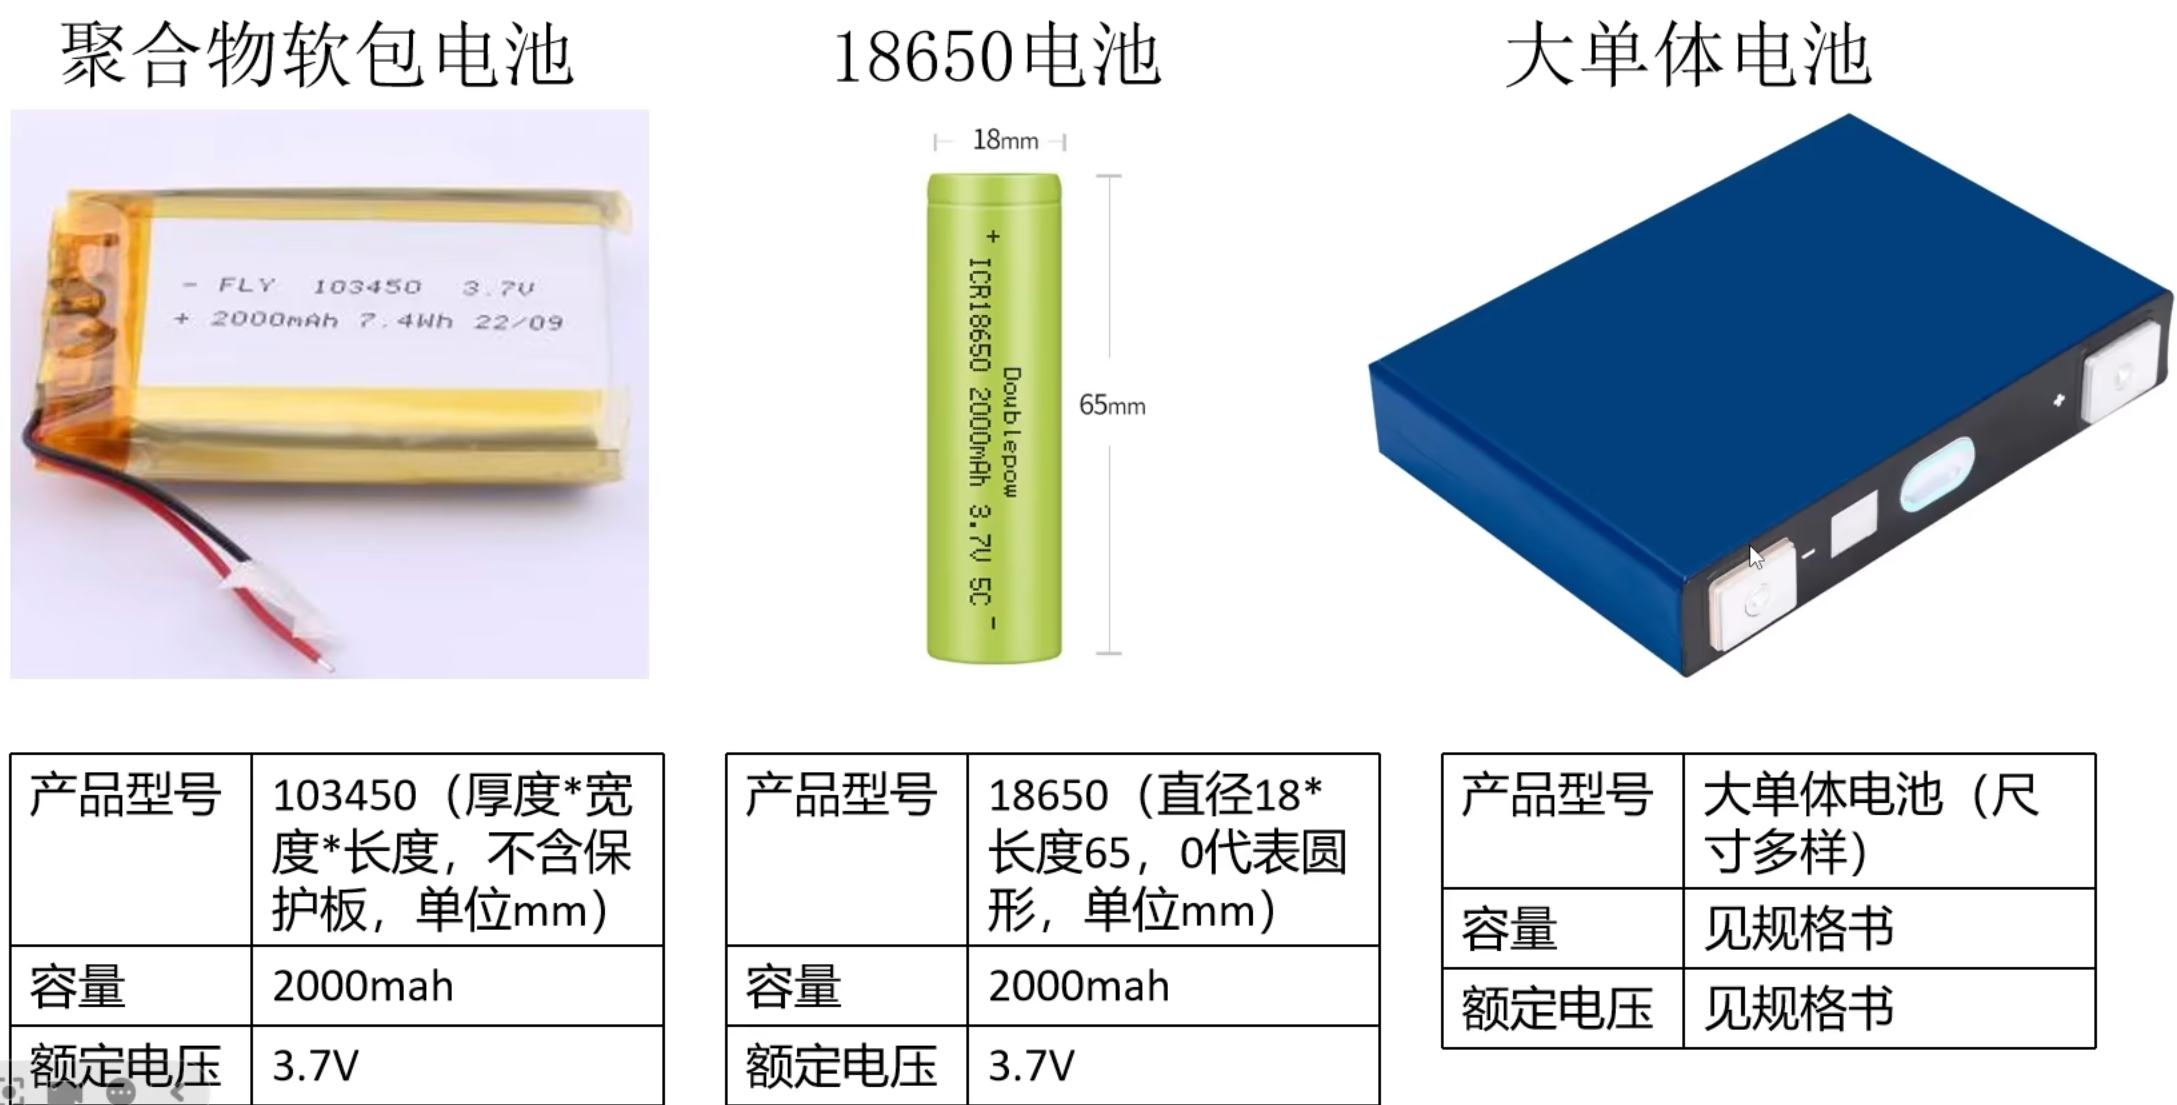 聚合物软包电池
18650电池
大单体电池
- FLY 103450 3.7V
+ 2000mAh 7.4Wh 22/09
18mm
65mm
+ ICR18650 2000mAh 3.7V 5C -
Doublepow
+
-
产品型号
103450（厚度*宽
度*长度，不含保
护板，单位mm）
容量
2000mah
额定电压
3.7V
产品型号
18650（直径18*
长度65，0代表圆
形，单位mm）
容量
2000mah
额定电压
3.7V
产品型号
大单体电池（尺
寸多样）
容量
见规格书
额定电压
见规格书